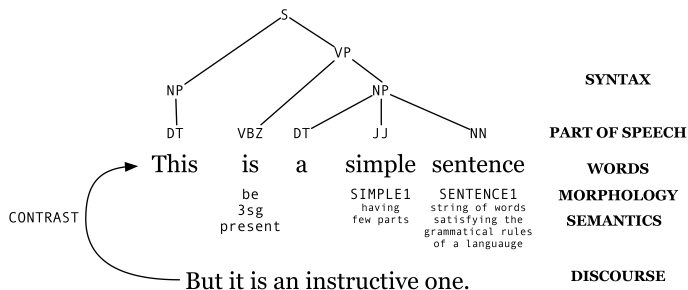 S
VP
NP NP SYNTAX
DT VBZ DT JJ NN PART OF SPEECH
This is a simple sentence WORDS
be SIMPLE1 SENTENCE1 MORPHOLOGY
3sg having string of words
present few parts satisfying the SEMANTICS
CONTRAST
grammatical rules
of a languauge
But it is an instructive one. DISCOURSE